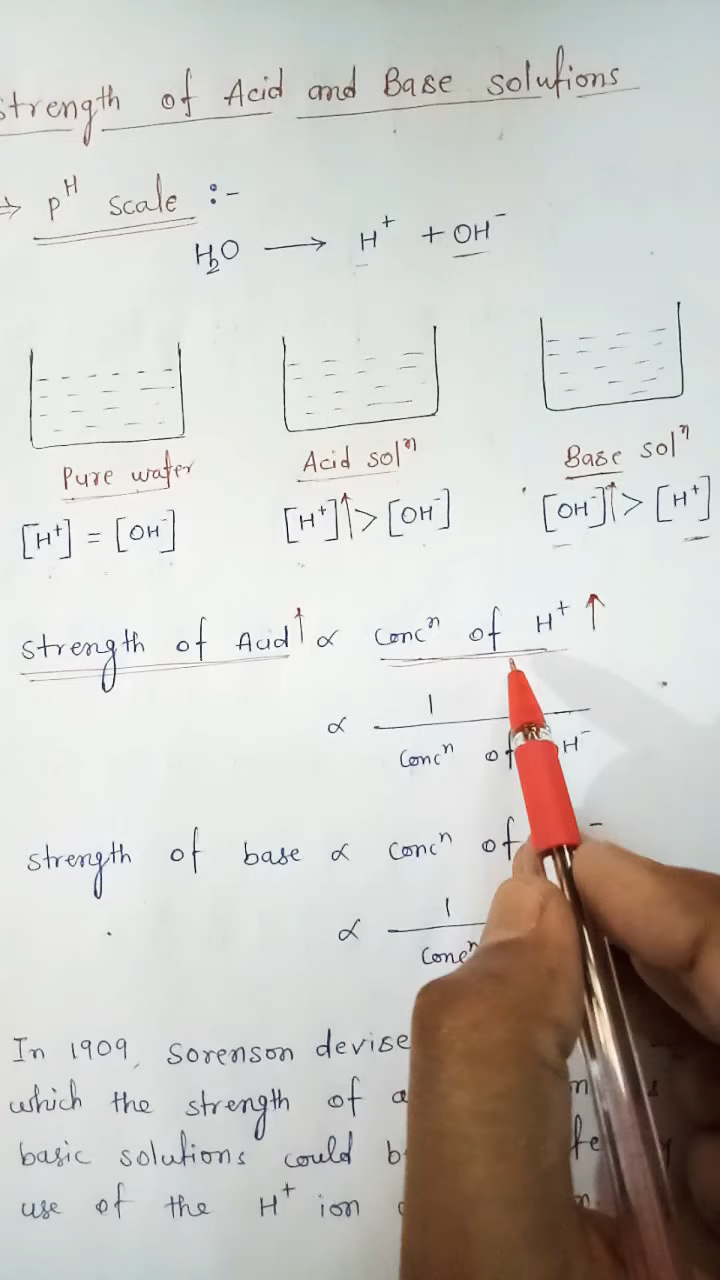 Strength of Acid and Base solutions
⇒ pH scale :-
H2O ⟶ H+ + OH-
Pure water
Acid solⁿ
Base solⁿ
[H+] = [OH-]
[H+]↑ > [OH-]
[OH-]↑ > [H+]
Strength of Acid↑ ∝ concⁿ of H+ ↑
∝ 1
concⁿ of H-
strength of base ∝ concⁿ of -
∝ 1
concⁿ
In 1909, Sorenson devise
which the strength of
basic solutions could
use of the H+ ion